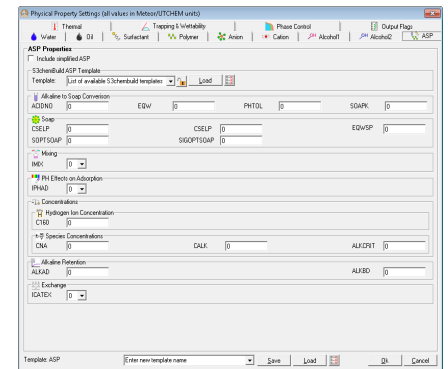 Physical Property Settings (all values in Meteor/UTCHEM units)
Thermal Trapping & Wettability Phase Control Output Flags
Water Oil Surfactant Polymer Anion Cation Alcohol1 Alcohol2 ASP
ASP Properties
Include simplified ASP
S3chemBuild ASP Template
Template: List of available S3chembuild templates Load
Alkaline to Soap Conversion
ACIDNO 0 EQW 0 PHTOL 0 SOAPK 0
Soap
CSELP 0 CSELP 0 EQWSP 0
SOPTSOAP 0 SIGOPTSOAP 0
Mixing
IMIX 0
PH Effects on Adsorption
IPHAD 0
Concentrations
Hydrogen Ion Concentration
C160 0
Species Concentrations
CNA 0 CALK 0 ALKCRIT 0
Alkaline Retention
ALKAD 0 ALKBD 0
Exchange
ICATEX 0
Template: ASP Enter new template name Save Load Ok Cancel